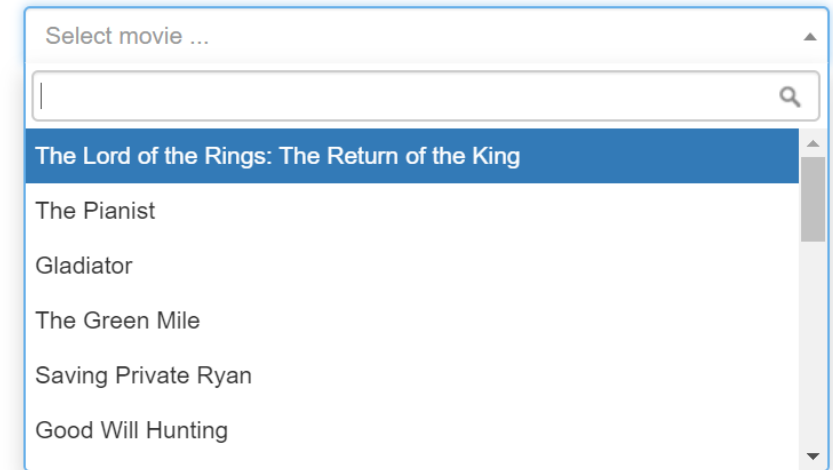 Select movie ...
The Lord of the Rings: The Return of the King
The Pianist
Gladiator
The Green Mile
Saving Private Ryan
Good Will Hunting